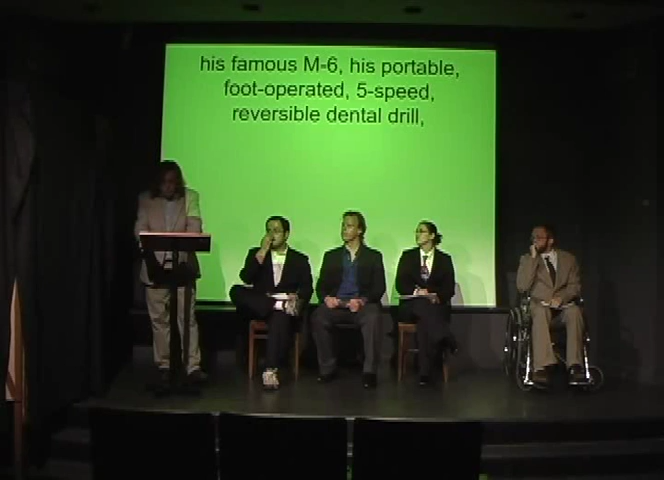 his famous M-6, his portable,
foot-operated, 5-speed,
reversible dental drill,